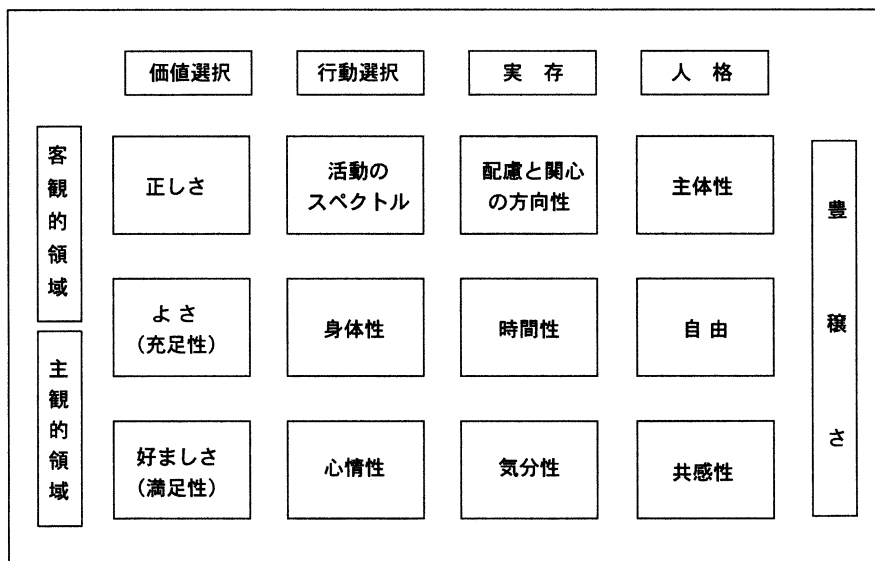 価値選択
行動選択
実 存
人 格
客観的領域
正しさ
活動の
スペクトル
配慮と関心
の方向性
主体性
よ さ
(充足性)
身体性
時間性
自 由
主観的領域
好ましさ
(満足性)
心情性
気分性
共感性
豊穣さ